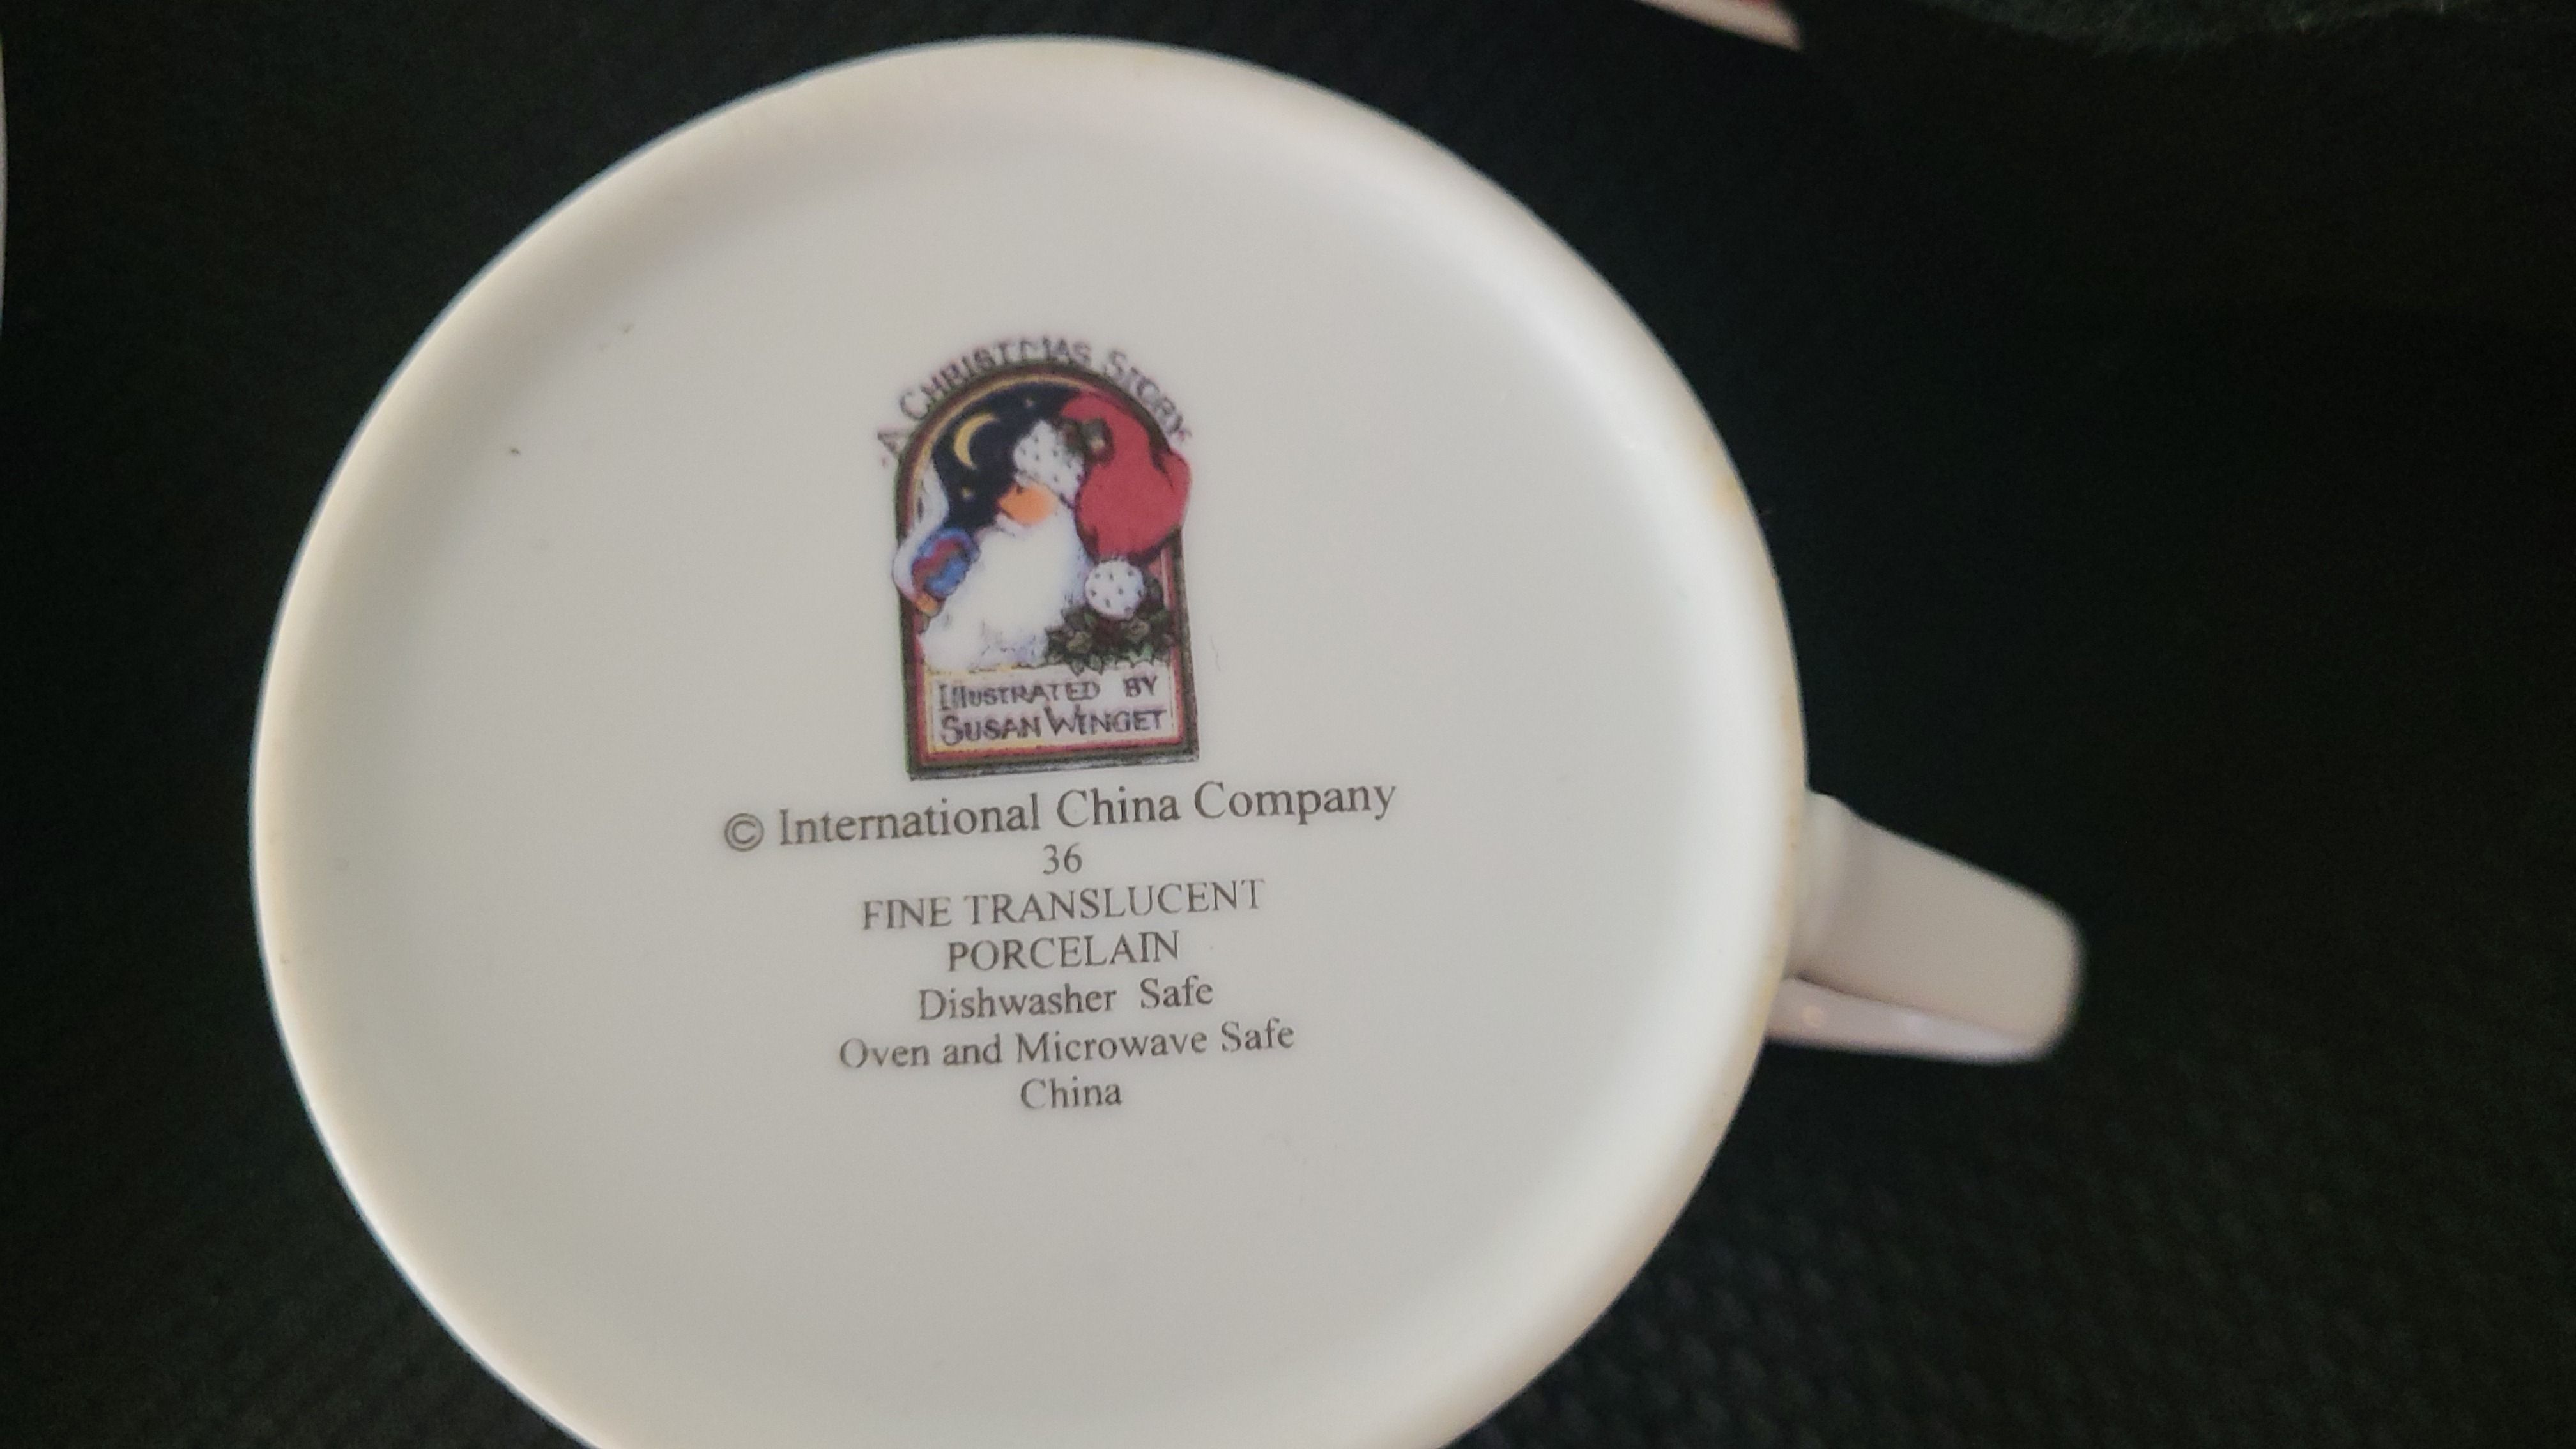 A CHRISTMAS STORY
ILLUSTRATED BY
SUSAN WINGET
© International China Company
36
FINE TRANSLUCENT
PORCELAIN
Dishwasher Safe
Oven and Microwave Safe
China